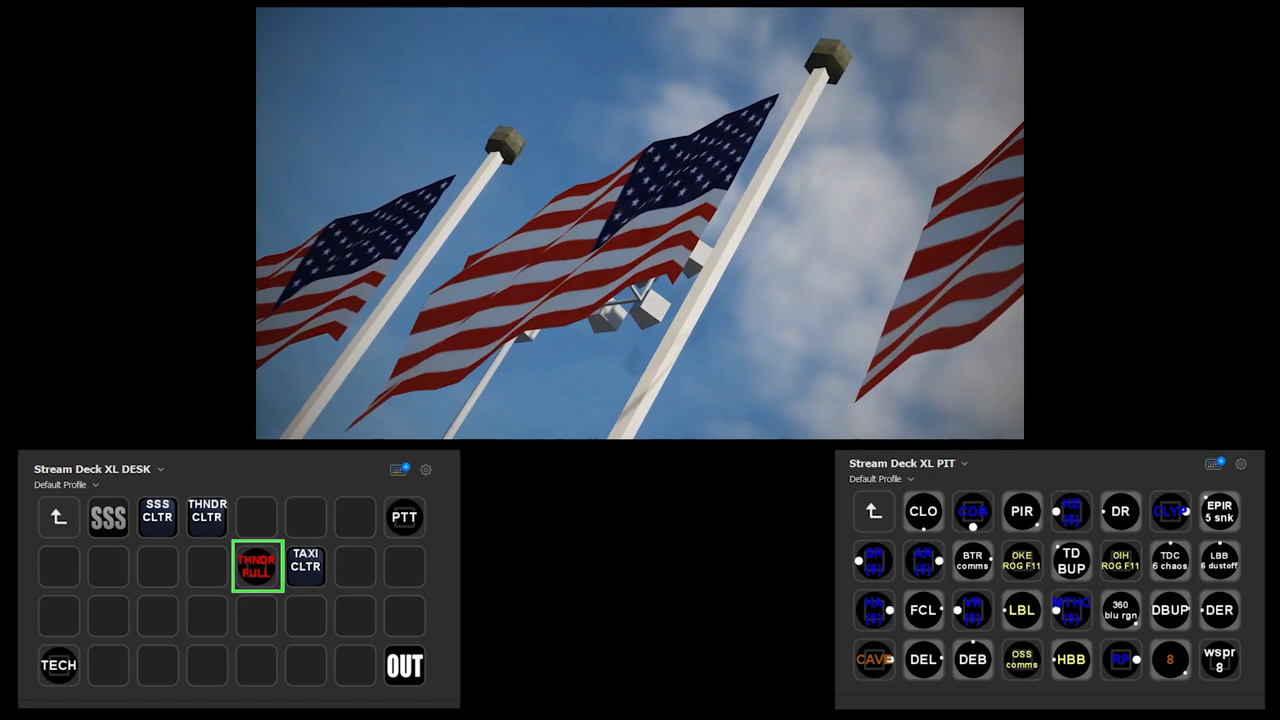 Stream Deck XL DESK
Default Profile
SSS
SSS
CLTR
THNDR
CLTR
PTT
THNDR
FULL
TAXI
CLTR
TECH
OUT
Stream Deck XL PIT
Default Profile
CLO
COB
PIR
DR
CLYP
EPIR
5 snk
BTR
comms
OKE
ROG F11
TD
BUP
OIH
ROG F11
TDC
6 chaos
LBB
6 dustoff
FCL
LBL
360
blu rgn
DBUP
DER
CAVE
DEL
DEB
OSS
comms
HBB
RP
8
wspr
8